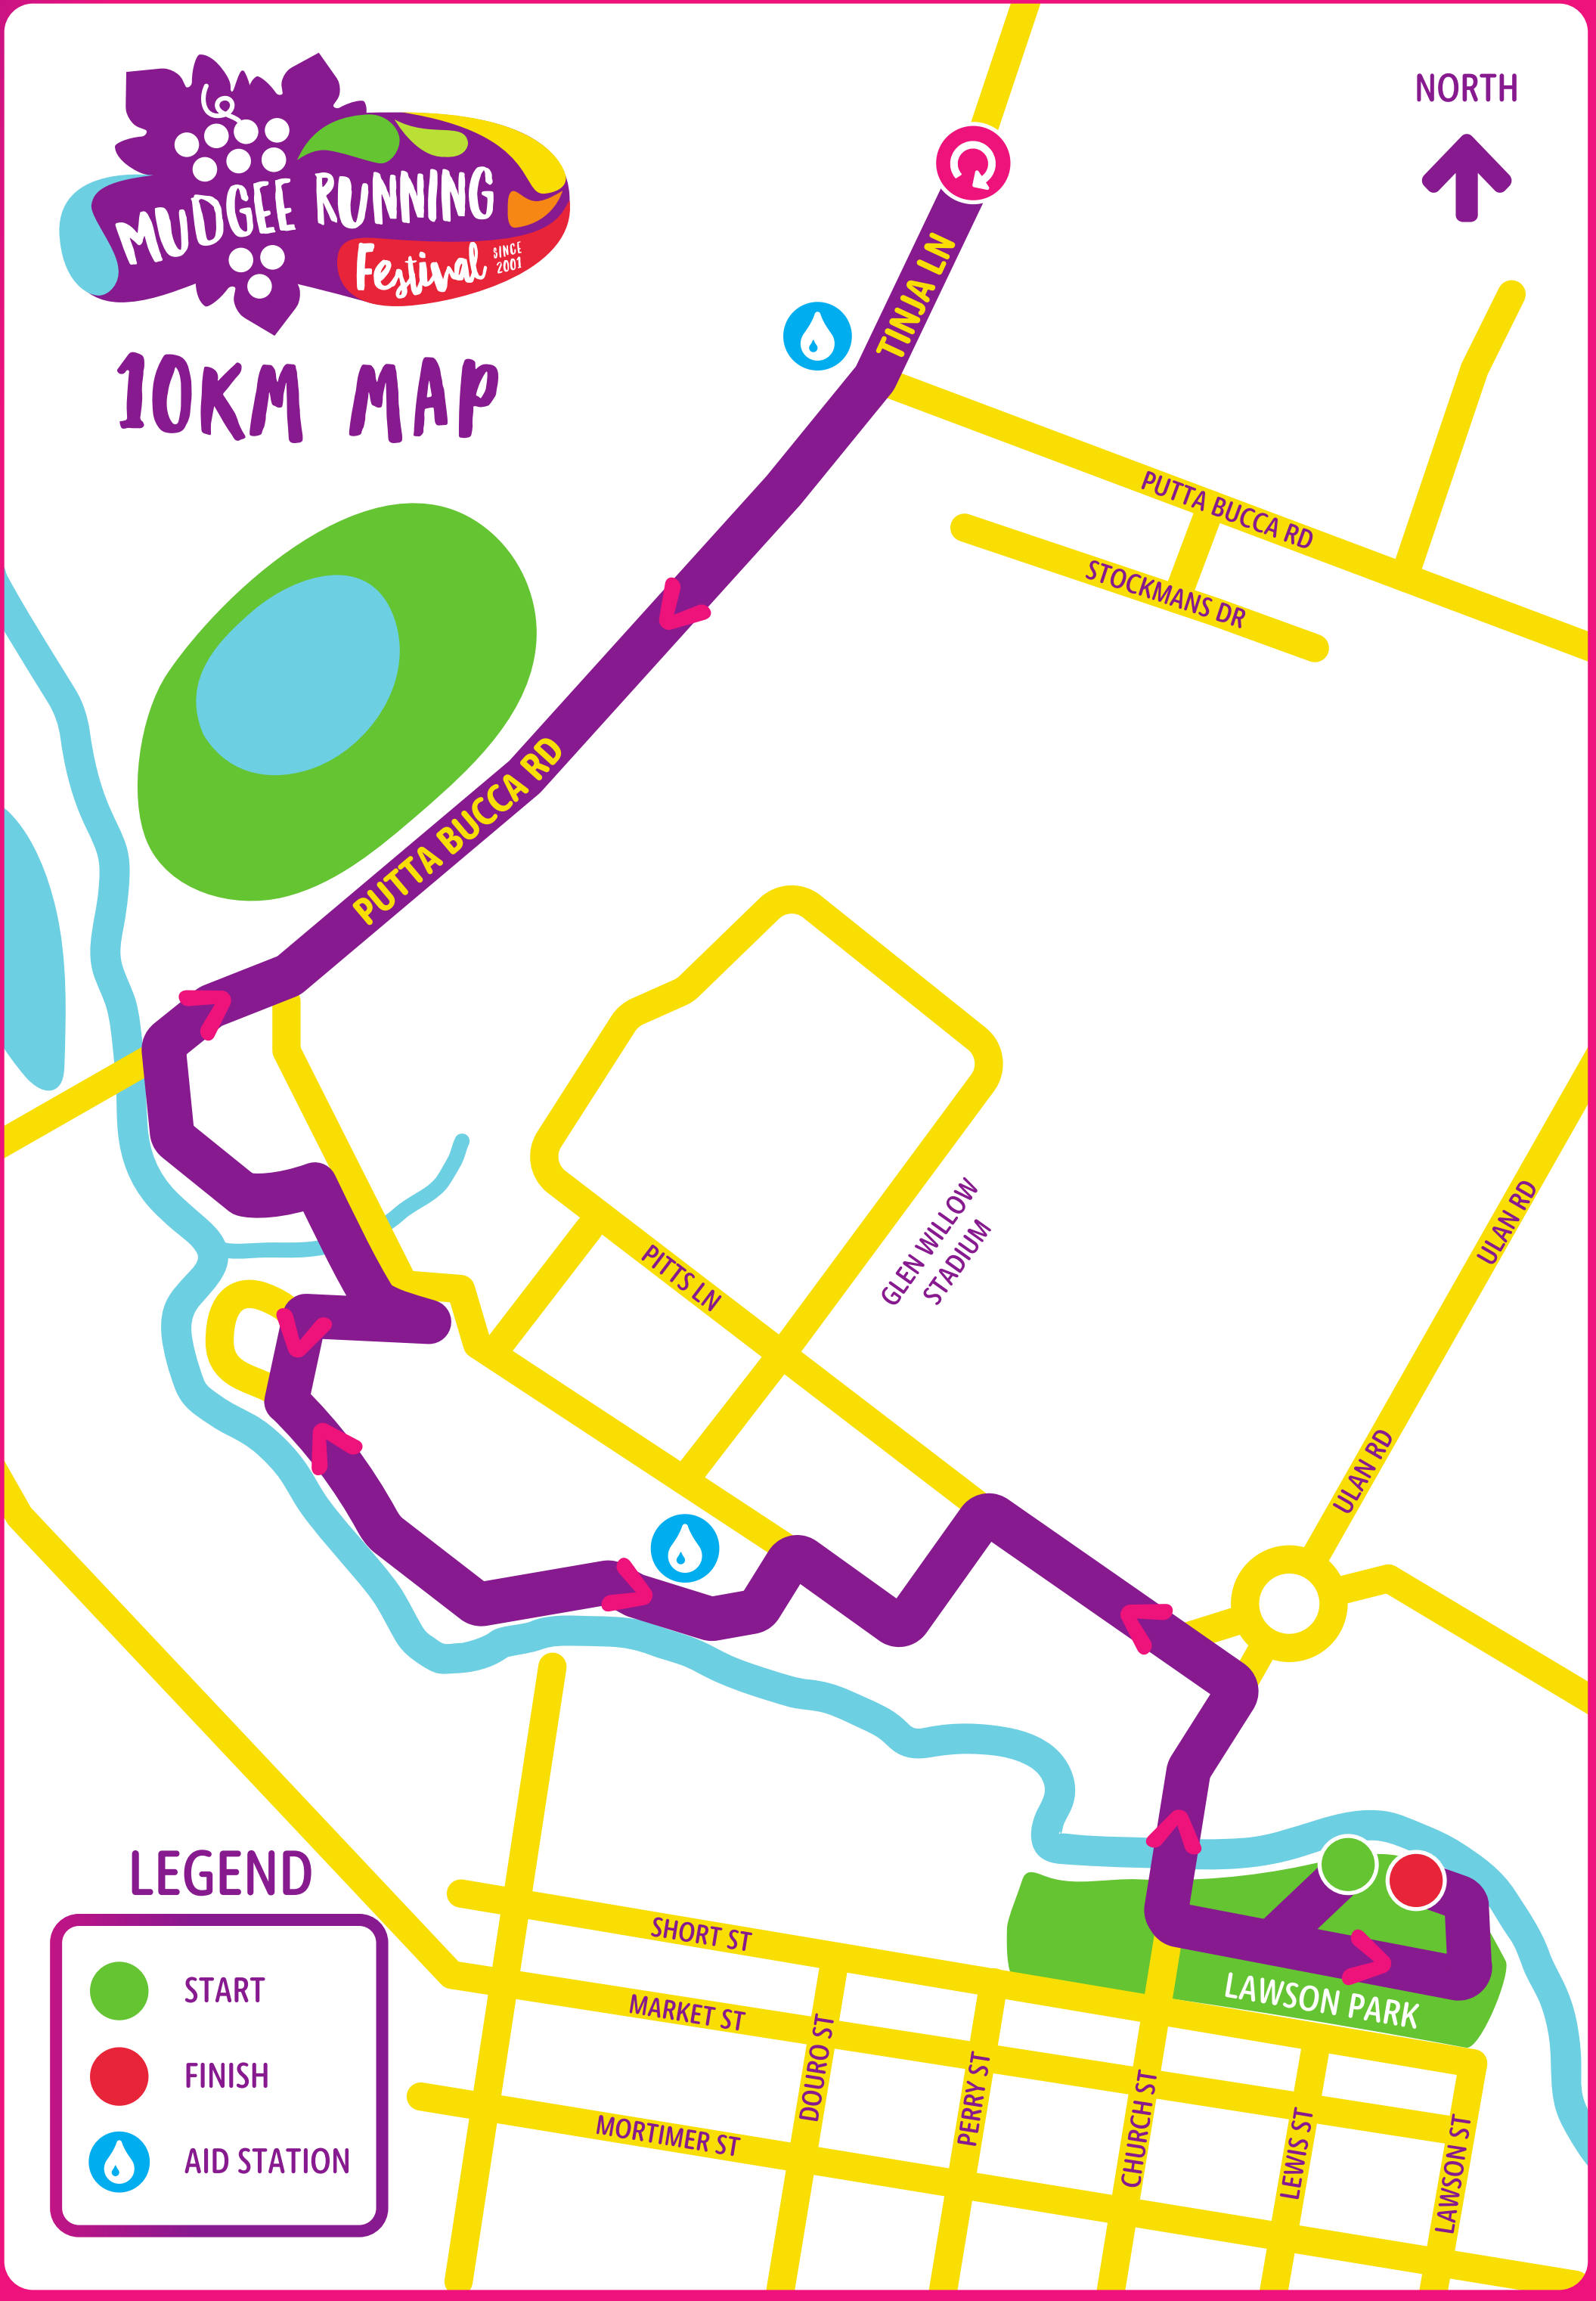 NORTH
MUDGEE RUNNING
Festival
SINCE
2001
10KM MAP
TINJA LN
PUTTA BUCCA RD
STOCKMANS DR
PUTTA BUCCA RD
GLEN WILLOW
STADIUM
PITTS LN
ULAN RD
ULAN RD
LEGEND
START
FINISH
AID STATION
SHORT ST
MARKET ST
MORTIMER ST
DOURO ST
PERRY ST
CHURCH ST
LEWIS ST
LAWSON ST
LAWSON PARK